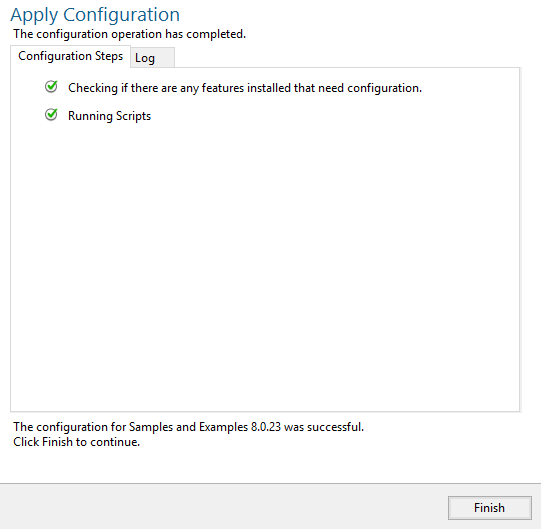 Apply Configuration
The configuration operation has completed.
Configuration Steps
Log
Checking if there are any features installed that need configuration.
Running Scripts
The configuration for Samples and Examples 8.0.23 was successful.
Click Finish to continue.
Finish